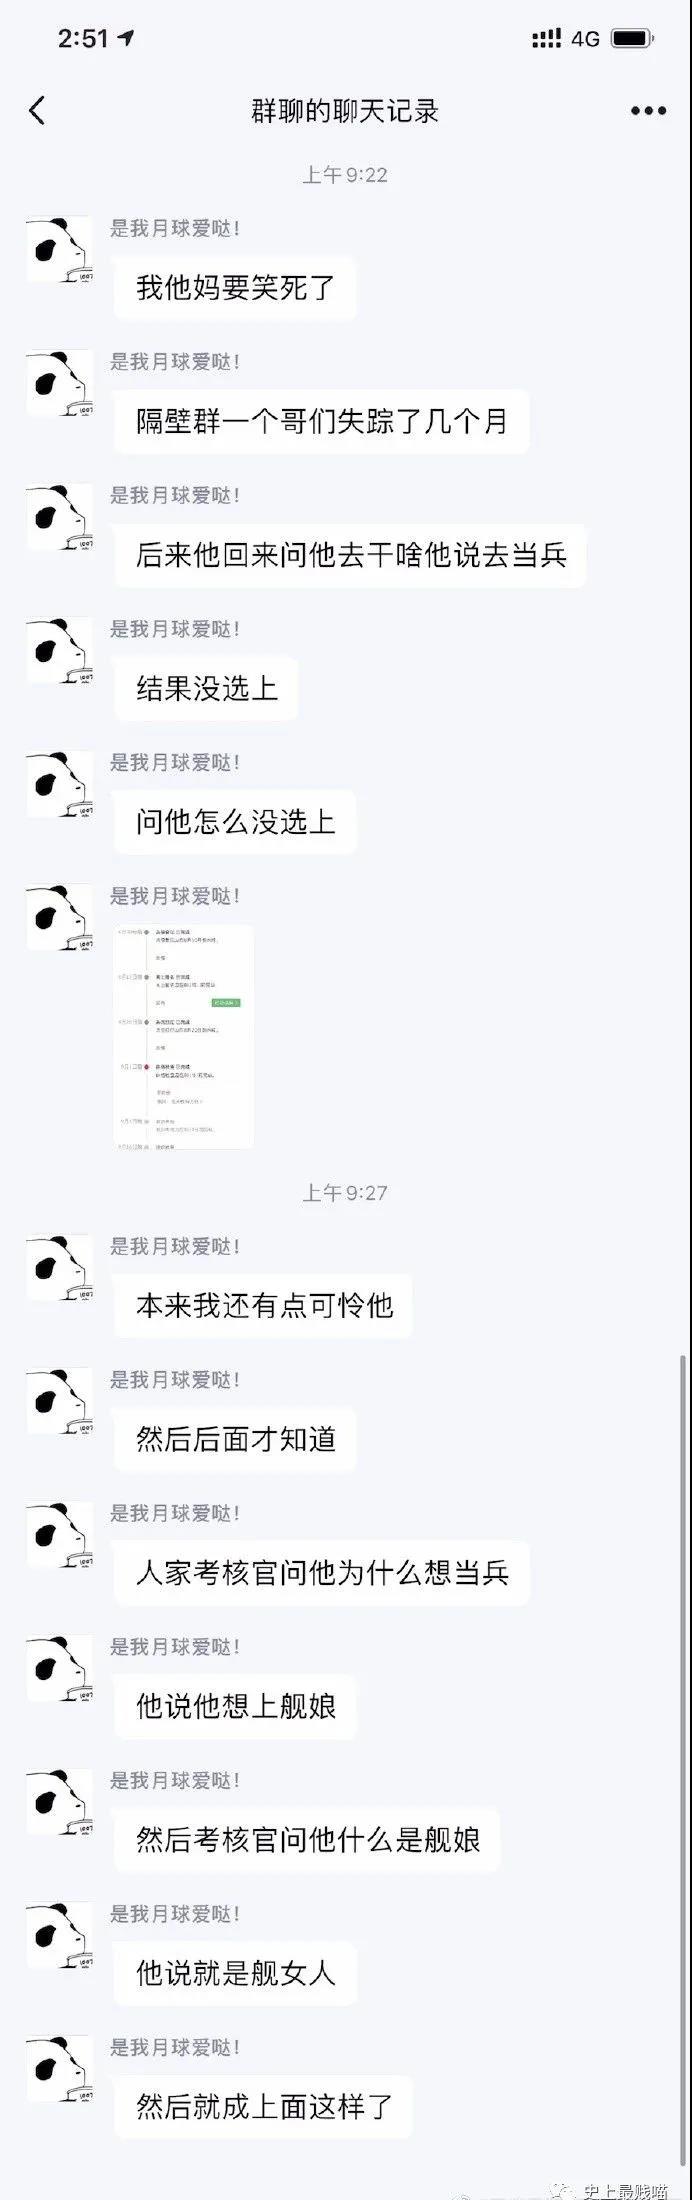 2:51
4G
群聊的聊天记录
上午 9:22
是我月球爱哒!
我他妈要笑死了
是我月球爱哒!
隔壁群一个哥们失踪了几个月
是我月球爱哒!
后来他回来问他去干啥他说去当兵
是我月球爱哒!
结果没选上
是我月球爱哒!
问他怎么没选上
是我月球爱哒!
上午 9:27
是我月球爱哒!
本来我还有点可怜他
是我月球爱哒!
然后后面才知道
是我月球爱哒!
人家考核官问他为什么想当兵
是我月球爱哒!
他说他想上舰娘
是我月球爱哒!
然后考核官问他什么是舰娘
是我月球爱哒!
他说就是舰女人
是我月球爱哒!
然后就成上面这样了
史上最贱喵